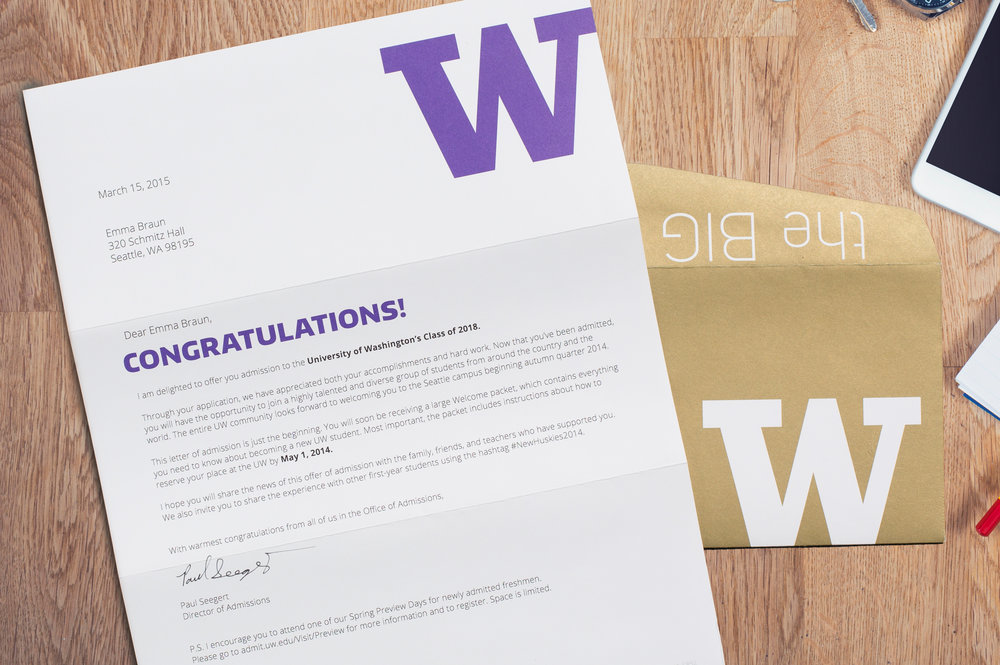 W
March 15, 2015
Emma Braun
320 Schmitz Hall
Seattle, WA 98195
Dear Emma Braun,
CONGRATULATIONS!
I am delighted to offer you admission to the University of Washington's Class of 2018.
Through your application, we have appreciated both your accomplishments and hard work. Now that you've been admitted,
you will have the opportunity to join a highly talented and diverse group of students from around the country and the
world. The entire UW community looks forward to welcoming you to the Seattle campus beginning autumn quarter 2014.
This letter of admission is just the beginning. You will soon be receiving a large Welcome packet, which contains everything
you need to know about becoming a new UW student. Most important, the packet includes instructions about how to
reserve your place at the UW by May 1, 2014.
I hope you will share the news of this offer of admission with the family, friends, and teachers who have supported you.
We also invite you to share the experience with other first-year students using the hashtag #NewHuskies2014.
With warmest congratulations from all of us in the Office of Admissions,
Paul Seegert
Paul Seegert
Director of Admissions
P.S. I encourage you to attend one of our Spring Preview Days for newly admitted freshmen.
Please go to admit.uw.edu/Visit/Preview for more information and to register. Space is limited.
the BIG
W